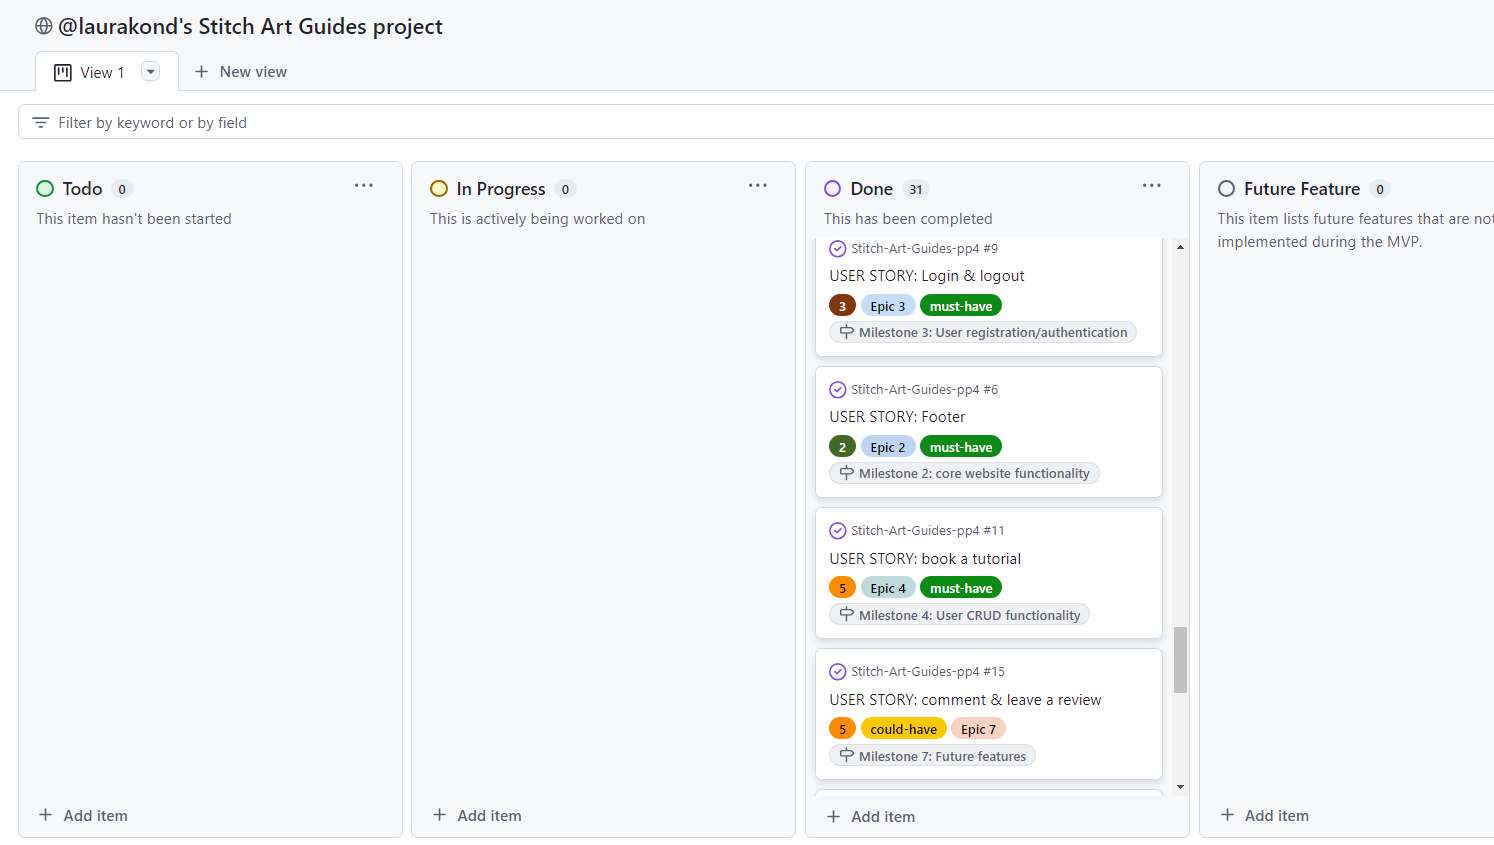 @laurakond's Stitch Art Guides project
View 1
New view
Filter by keyword or by field
Todo 0
This item hasn't been started
Add item
In Progress 0
This is actively being worked on
Add item
Done 31
This has been completed
Stitch-Art-Guides-pp4 #9
USER STORY: Login & logout
3 Epic 3 must-have
Milestone 3: User registration/authentication
Stitch-Art-Guides-pp4 #6
USER STORY: Footer
2 Epic 2 must-have
Milestone 2: core website functionality
Stitch-Art-Guides-pp4 #11
USER STORY: book a tutorial
5 Epic 4 must-have
Milestone 4: User CRUD functionality
Stitch-Art-Guides-pp4 #15
USER STORY: comment & leave a review
5 could-have Epic 7
Milestone 7: Future features
Add item
Future Feature 0
This item lists future features that are not
implemented during the MVP.
Add item